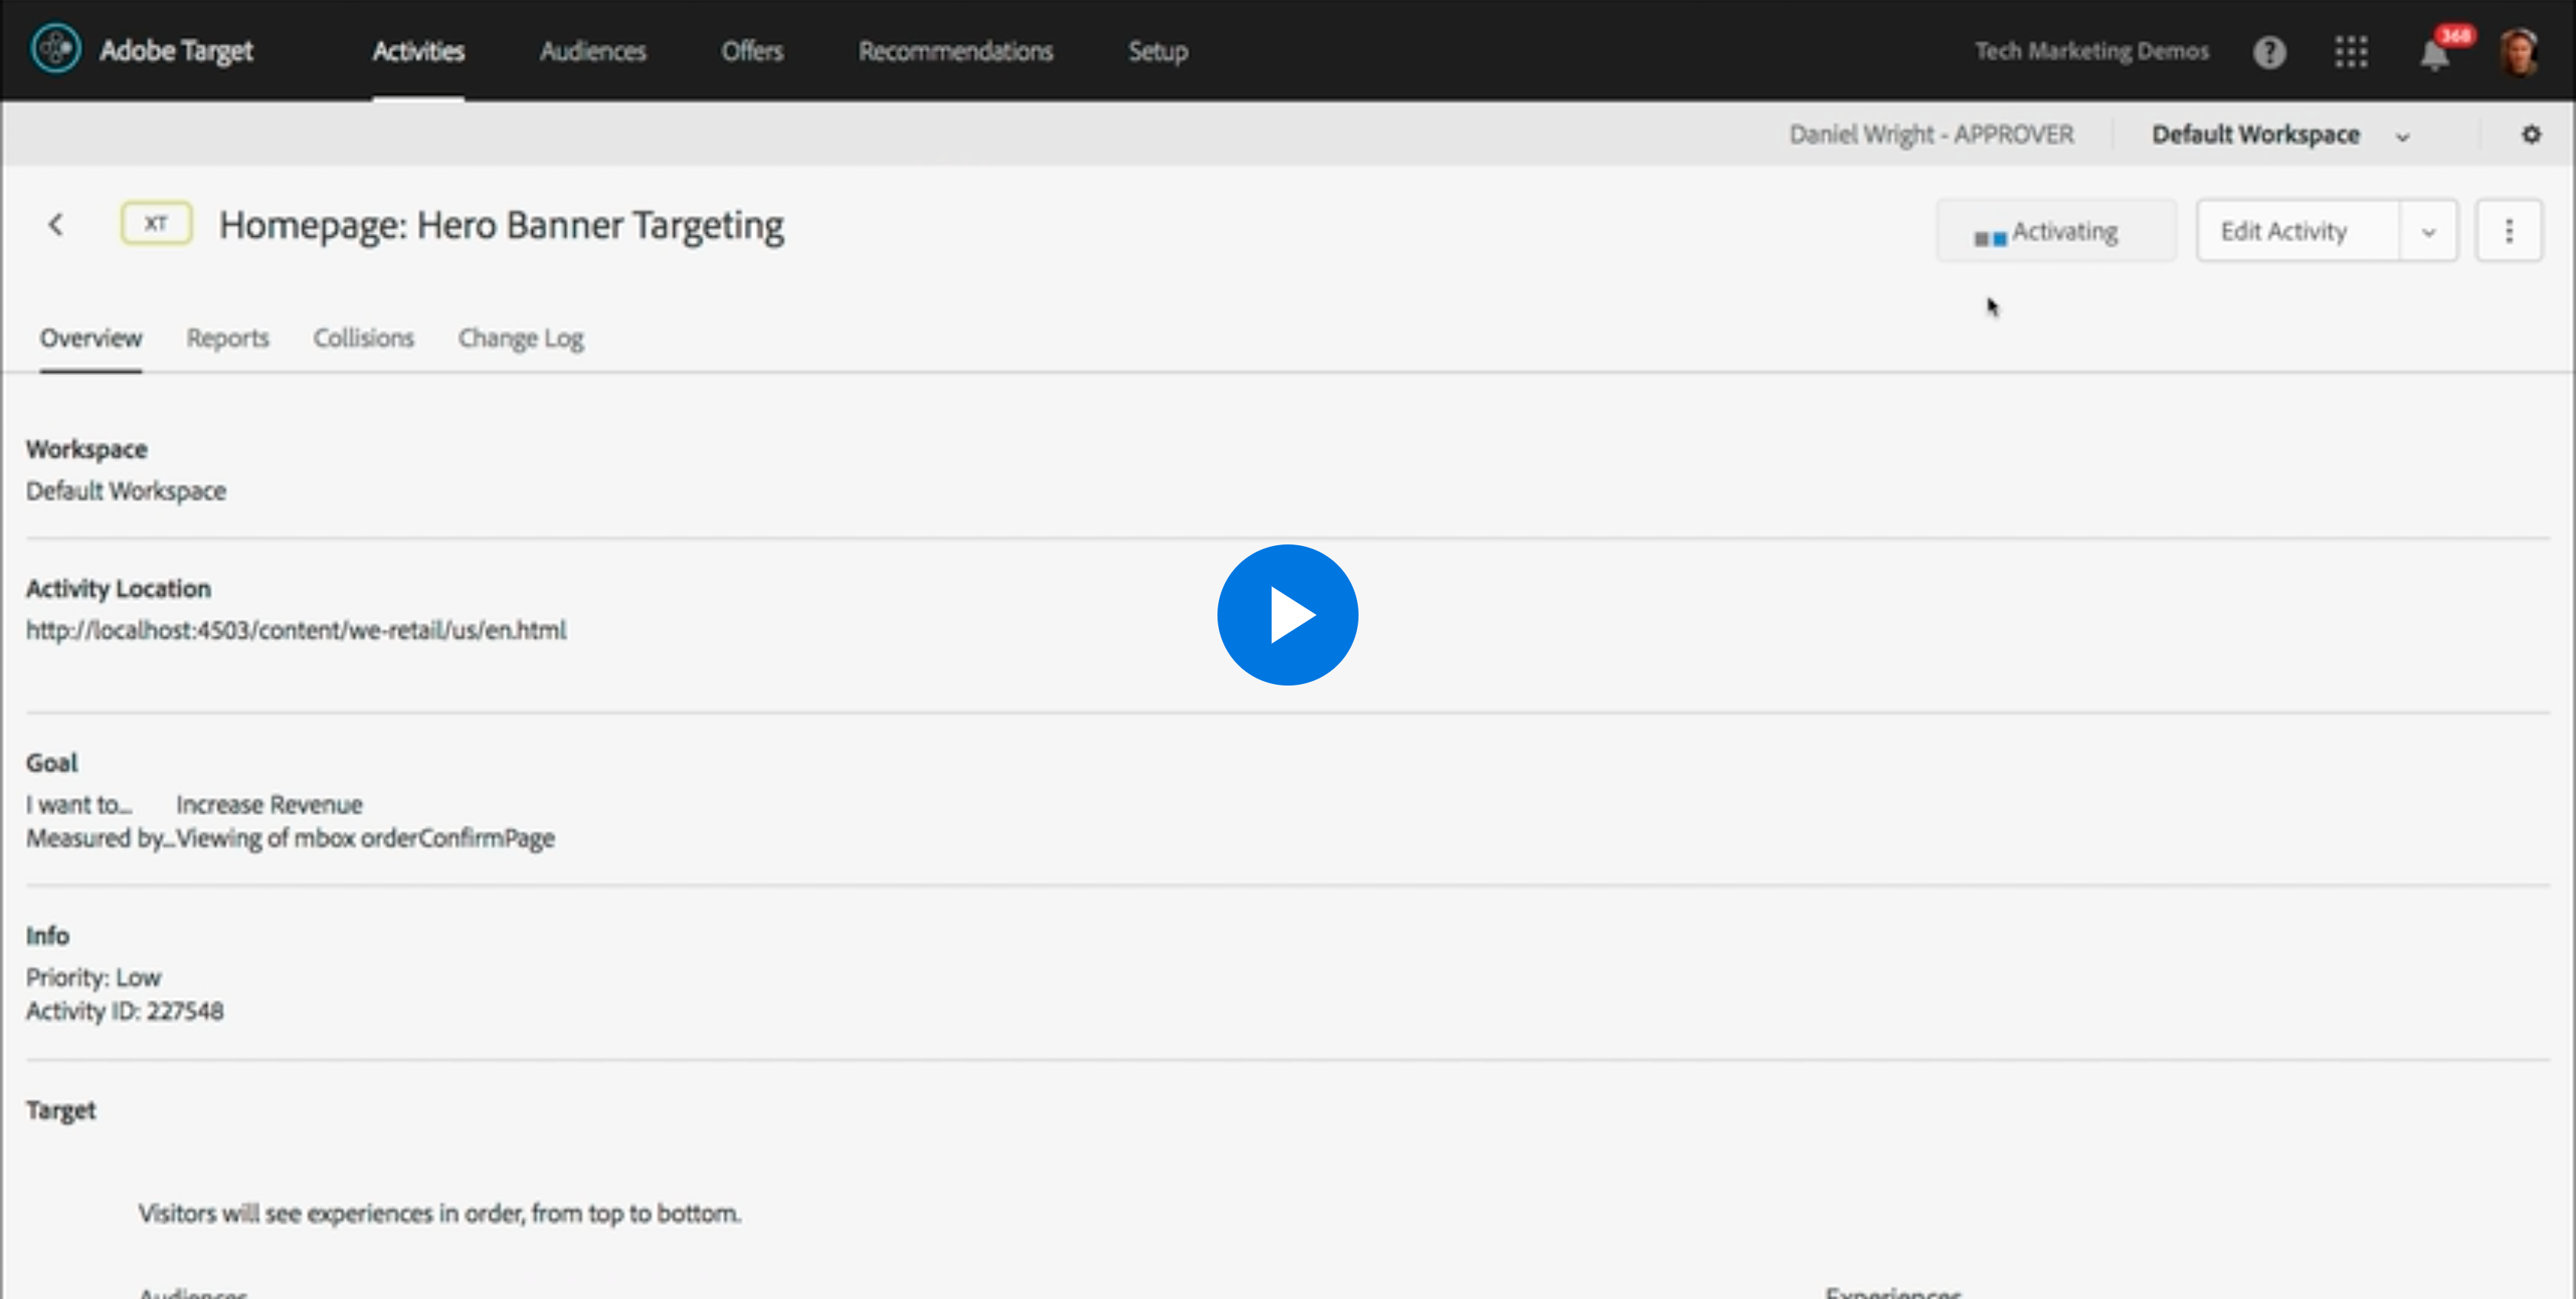 Adobe Target Activities Audiences Offers Recommendations Setup Tech Marketing Demos 368
Daniel Wright - APPROVER Default Workspace
XT Homepage: Hero Banner Targeting Activating Edit Activity
Overview Reports Collisions Change Log
Workspace
Default Workspace
Activity Location
http://localhost:4503/content/we-retail/us/en.html
Goal
I want to... Increase Revenue
Measured by...Viewing of mbox orderConfirmPage
Info
Priority: Low
Activity ID: 227548
Target
Visitors will see experiences in order, from top to bottom.
Audiences Experiences